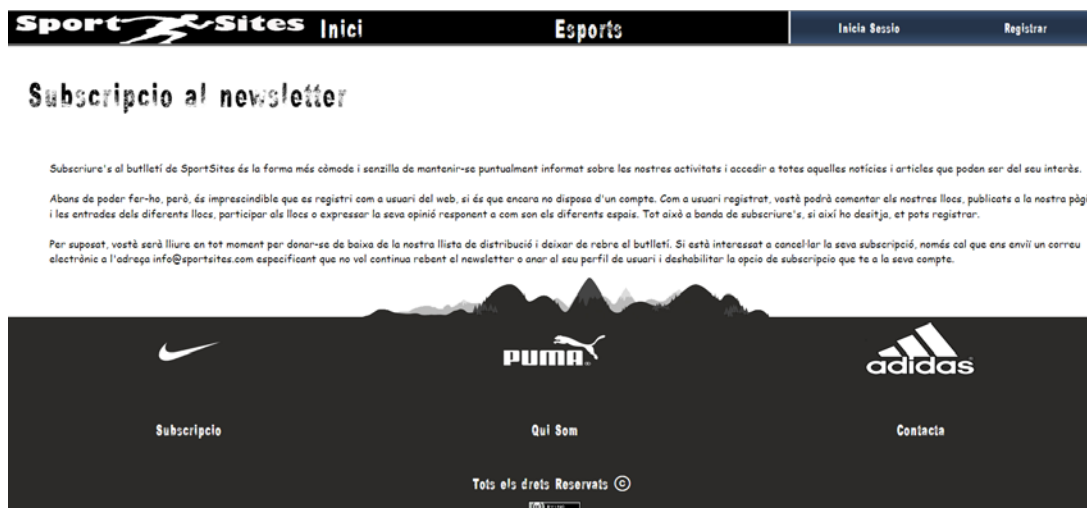 Sport Sites Inici Esports Inicia Sessio Registrar
Subscripcio al newsletter
Subscriure's al butlletí de SportSites és la forma més còmode i senzilla de mantenir-se puntualment informat sobre les nostres activitats i accedir a totes aquelles notícies i articles que poden ser del seu interès.
Abans de poder fer-ho, però, és imprescindible que es registri com a usuari del web, si és que encara no disposa d'un compte. Com a usuari registrat, vostè podrà comentar els nostres llocs, publicats a la nostra pàgi
i les entrades dels diferents llocs, participar als llocs o expressar la seva opinió responent a com son els diferents espais. Tot això a banda de subscriure's, si així ho desitja, et pots registrar.
Per suposat, vostè serà lliure en tot moment per donar-se de baixa de la nostra llista de distribució i deixar de rebre el butlletí. Si està interessat a cancel·lar la seva subscripció, només cal que ens enviï un correu
electrònic a l'adreça info@sportsites.com especificant que no vol continua rebent el newsletter o anar al seu perfil de usuari i deshabilitar la opcio de subscripcio que te a la seva compte.
PUMA adidas
Subscripcio Qui Som Contacta
Tots els drets Reservats ©